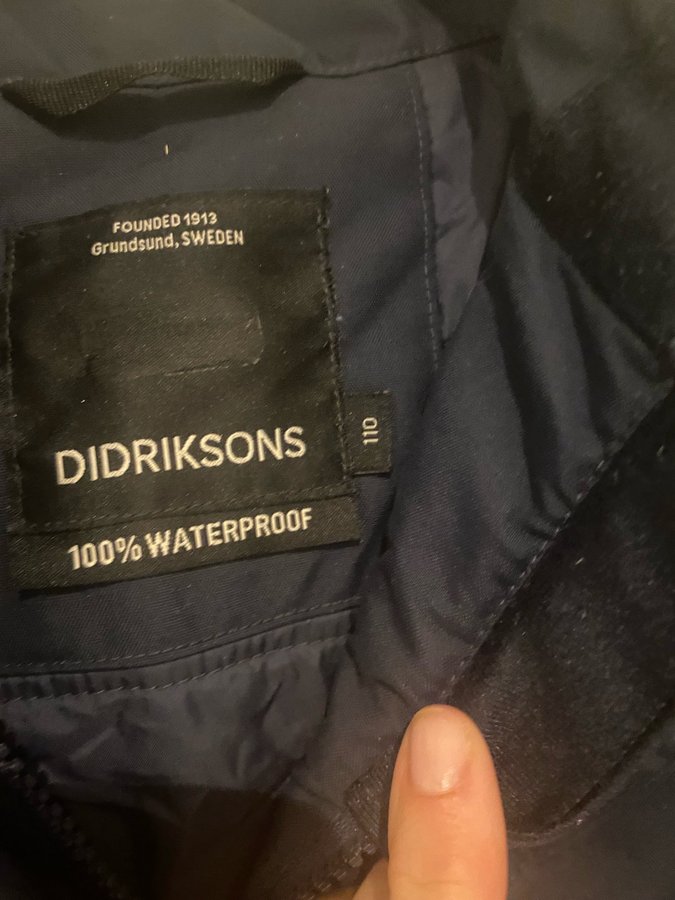 FOUNDED 1913
Grundsund, SWEDEN
DIDRIKSONS
110
100% WATERPROOF